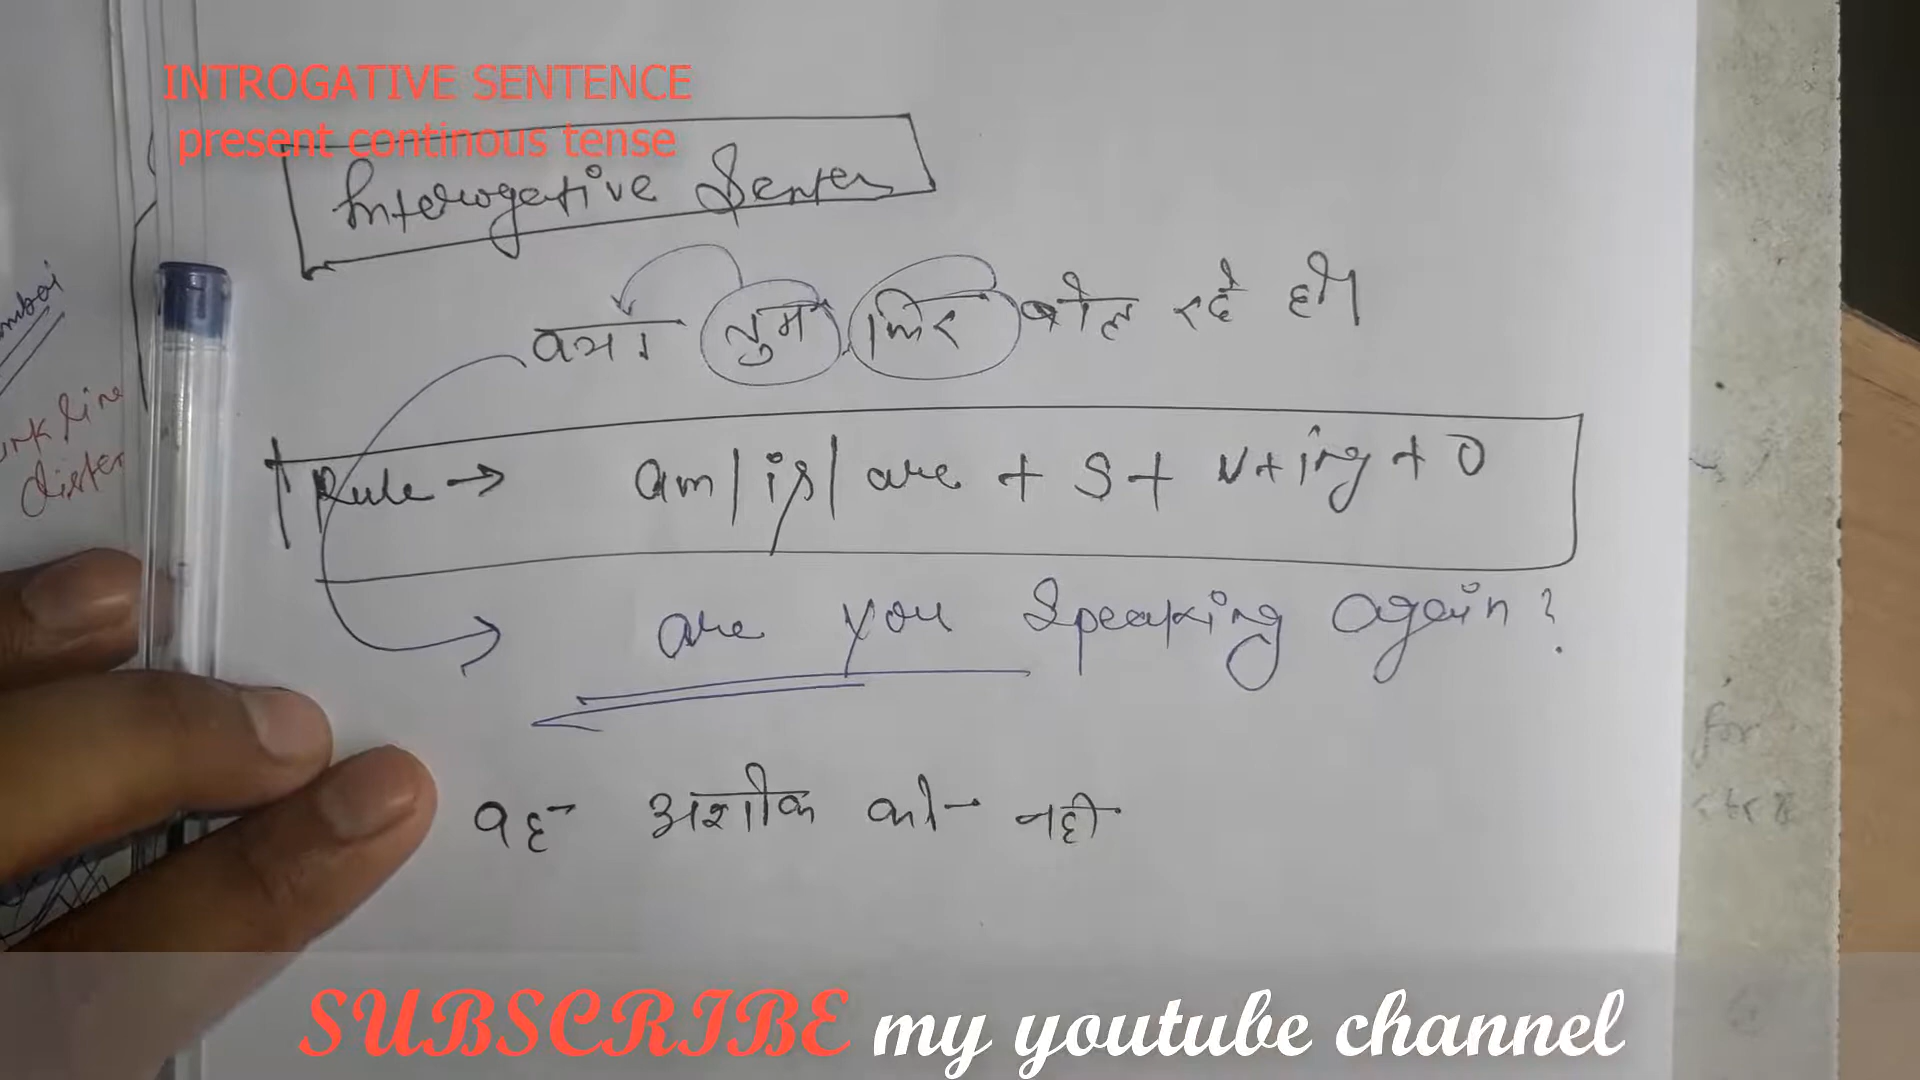 INTROGATIVE SENTENCE
present continous tense
Interogative Senten
क्या तुम फिर बोल रहे हो।
Rule → am | is | are + S + V+ing + O
are you Speaking again?
वह अशोक को नही
SUBSCRIBE my youtube channel